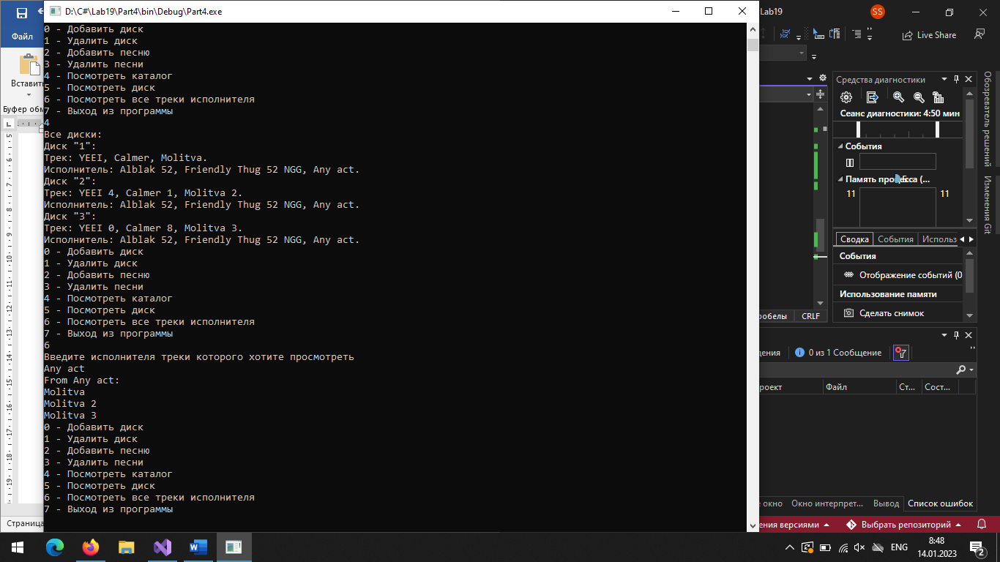 D:\C#\Lab19\Part4\bin\Debug\Part4.exe
Lab19
SS
Файл
Live Share
Вставить
Буфер обм
0 - Добавить диск
1 - Удалить диск
2 - Добавить песню
3 - Удалить песни
4 - Посмотреть каталог
5 - Посмотреть диск
6 - Посмотреть все треки исполнителя
7 - Выход из программы
4
Все диски:
Диск "1":
Трек: YEEI, Calmer, Molitva.
Исполнитель: Alblak 52, Friendly Thug 52 NGG, Any act.
Диск "2":
Трек: YEEI 4, Calmer 1, Molitva 2.
Исполнитель: Alblak 52, Friendly Thug 52 NGG, Any act.
Диск "3":
Трек: YEEI 0, Calmer 8, Molitva 3.
Исполнитель: Alblak 52, Friendly Thug 52 NGG, Any act.
0 - Добавить диск
1 - Удалить диск
2 - Добавить песню
3 - Удалить песни
4 - Посмотреть каталог
5 - Посмотреть диск
6 - Посмотреть все треки исполнителя
7 - Выход из программы
6
Введите исполнителя треки которого хотите просмотреть
Any act
From Any act:
Molitva
Molitva 2
Molitva 3
0 - Добавить диск
1 - Удалить диск
2 - Добавить песню
3 - Удалить песни
4 - Посмотреть каталог
5 - Посмотреть диск
6 - Посмотреть все треки исполнителя
7 - Выход из программы
Средства диагностики
Сеанс диагностики: 4:50 мин
События
Память процесса (...
11 11
Сводка События Использ
События
Отображение событий (0
Использование памяти
Сделать снимок
Обозреватель решений
Изменения Git
робелы CRLF
дения 0 из 1 Сообщение
роект Файл Ст... Сост...
е окно Окно интерпрет... Вывод Список ошибок
ения версиями Выбрать репозиторий
Страница
ENG
8:48
14.01.2023
2